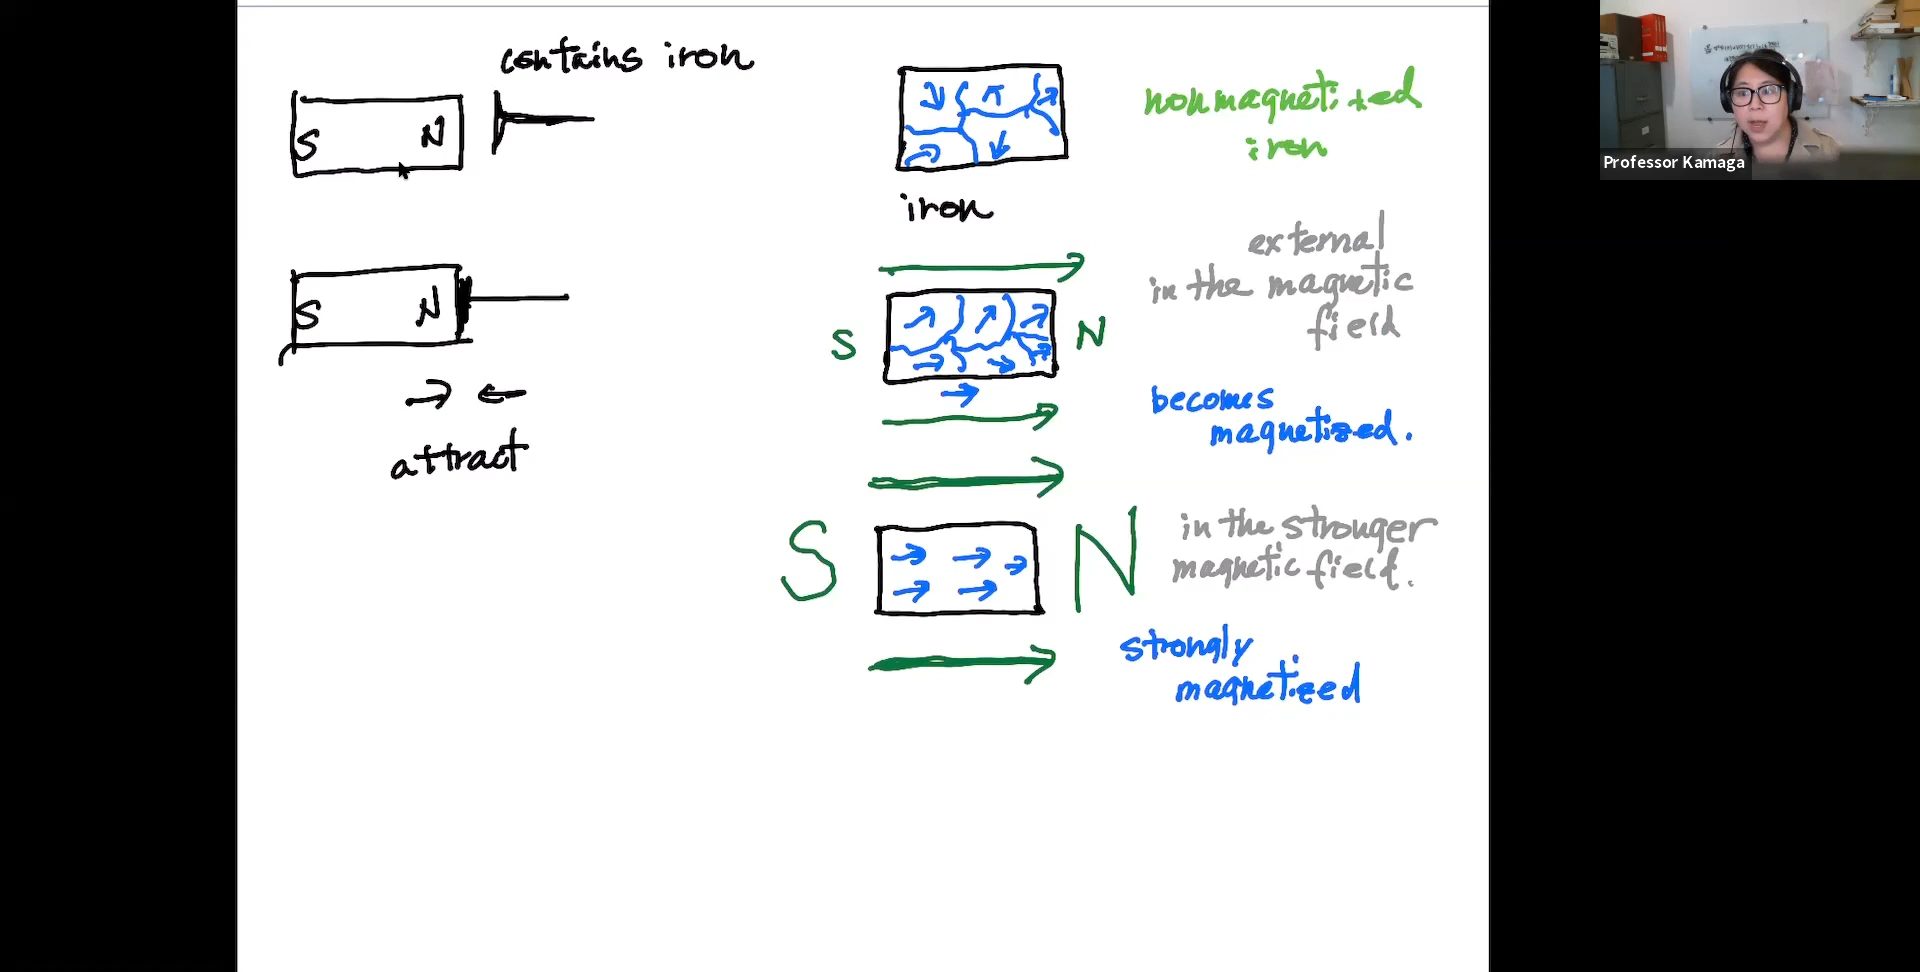 contains iron
S N
S N
attract
iron
nonmagnetized
iron
external
in the magnetic
field
S N
becomes
magnetized.
in the stronger
magnetic field.
S N
strongly
magnetized
Professor Kamaga